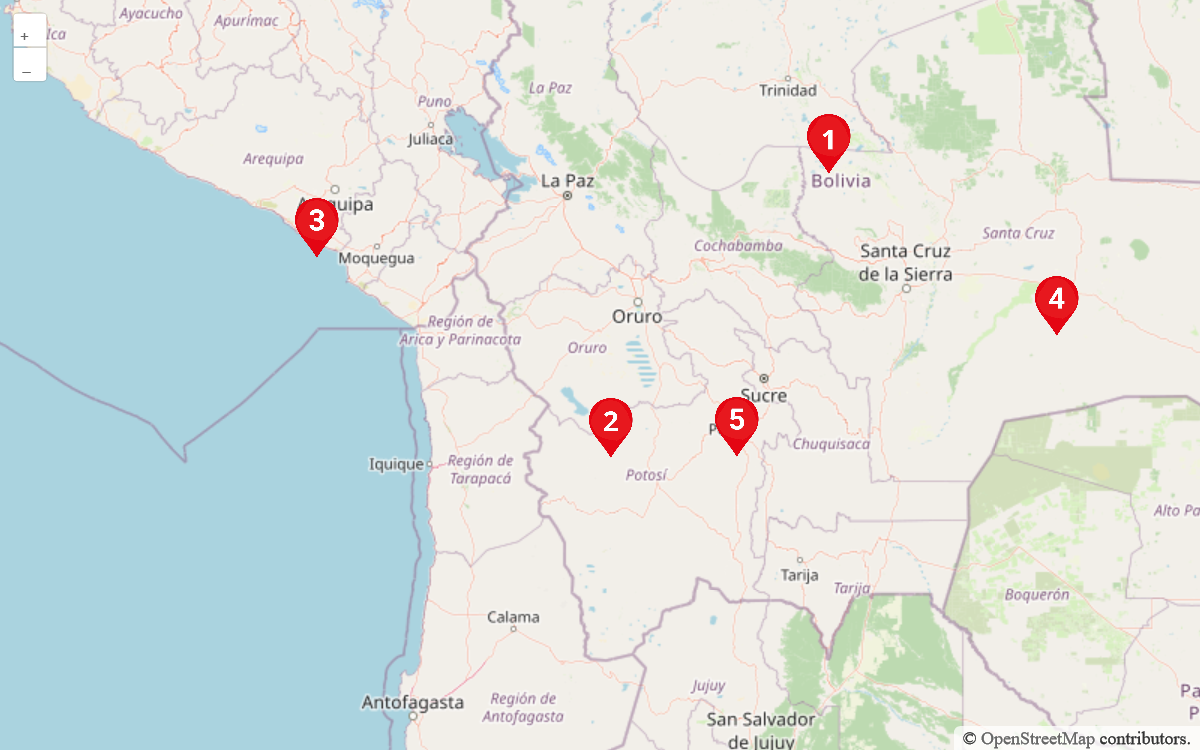 +
–
Ica
Ayacucho
Apurímac
Puno
La Paz
Trinidad
Juliaca
1
Arequipa
La Paz
Bolivia
3
Moquegua
Cochabamba
Santa Cruz
de la Sierra
Santa Cruz
4
Oruro
Región de
Arica y Parinacota
Oruro
Sucre
2
5
P
Chuquisaca
Iquique
Región de
Tarapacá
Potosí
Alto Pa
Tarija
Tarija
Boquerón
Calama
Antofagasta
Región de
Antofagasta
Jujuy
San Salvador
de Jujuy
Pa
P
© OpenStreetMap contributors.